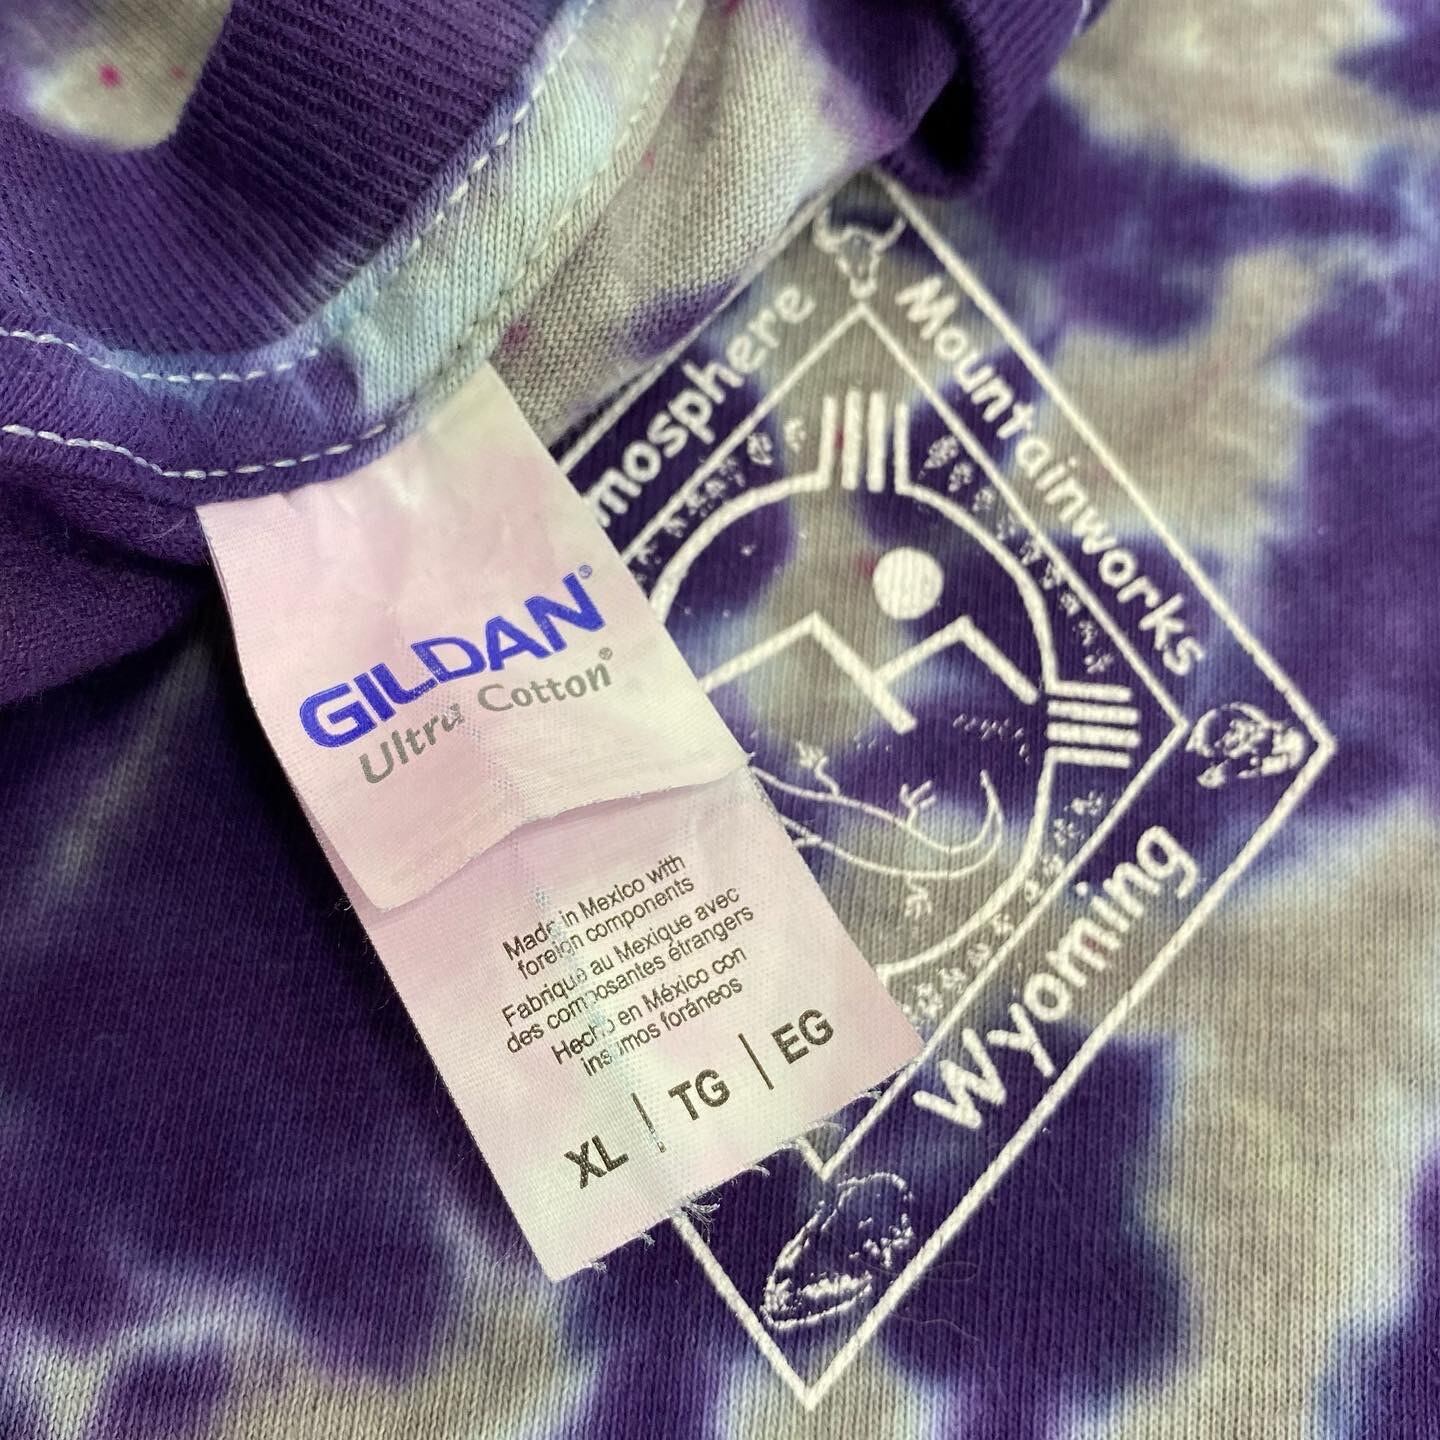 GILDAN®
Ultra Cotton®
Made in Mexico with
foreign components
Fabriqué au Mexique avec
des composantes étrangers
Hecho en México con
insumos foráneos
XL | TG | EG
mosphere
Mountainworks
Wyoming